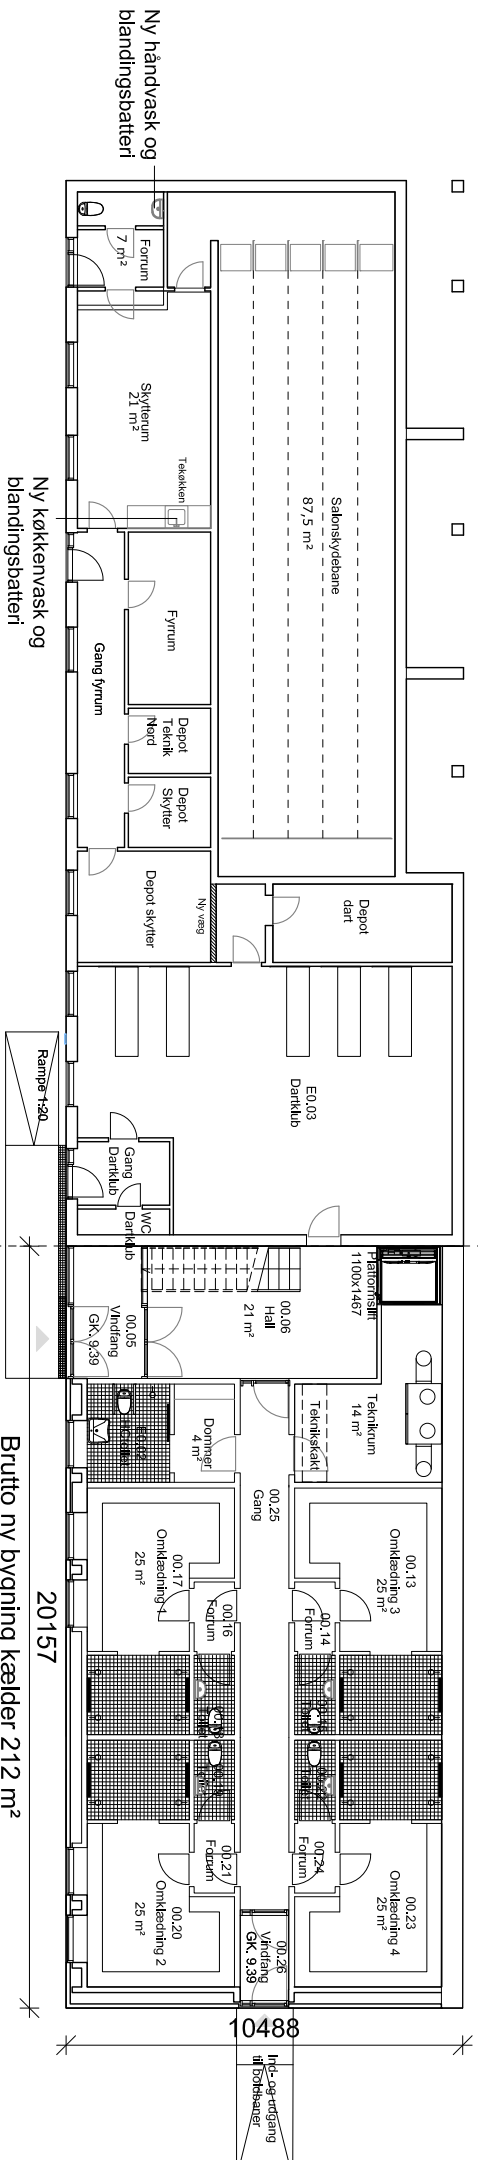 Ny håndvask og
blandingsbatteri
Forrum
7 m²
Skytterum
21 m²
Tekøkken
Salonskydebane
87,5 m²
Ny køkkenvask og
blandingsbatteri
Fyrrum
Gang fyrrum
Depot
Teknik
Nord
Depot
Skytter
Depot skytter
Ny væg
Depot
dart
E0.03
Dartklub
Rampe 1:20
Gang
Dartklub
WC
Dartklub
Platformslift
1100x1467
00.06
Hall
21 m²
00.05
Vindfang
GK. 9.39
Teknikrum
14 m²
Teknikskakt
E0.02
Dommer
4 m²
00.25
Gang
00.13
Omklædning 3
25 m²
00.17
Omklædning 1
25 m²
00.14
Forrum
00.16
Forrum
Toilet
Toilet
Toilet
Toilet
00.24
Forrum
00.21
Forrum
00.23
Omklædning 4
25 m²
00.20
Omklædning 2
25 m²
00.26
Vindfang
GK. 9.39
20157
Brutto ny bygning kælder 212 m²
10488
Ind- og udgang
til boldbaner